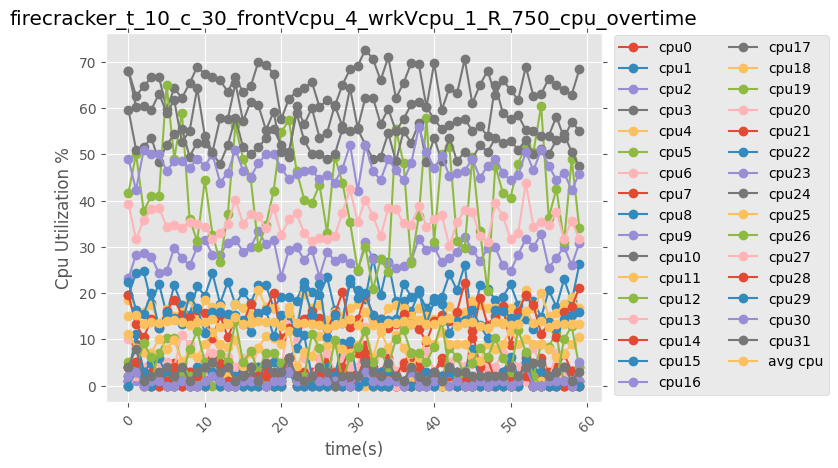 firecracker_t_10_c_30_frontVcpu_4_wrkVcpu_1_R_750_cpu_overtime
Cpu Utilization %
70
60
50
40
30
20
10
0
0
10
20
30
40
50
60
time(s)
cpu0
cpu1
cpu2
cpu3
cpu4
cpu5
cpu6
cpu7
cpu8
cpu9
cpu10
cpu11
cpu12
cpu13
cpu14
cpu15
cpu16
cpu17
cpu18
cpu19
cpu20
cpu21
cpu22
cpu23
cpu24
cpu25
cpu26
cpu27
cpu28
cpu29
cpu30
cpu31
avg cpu